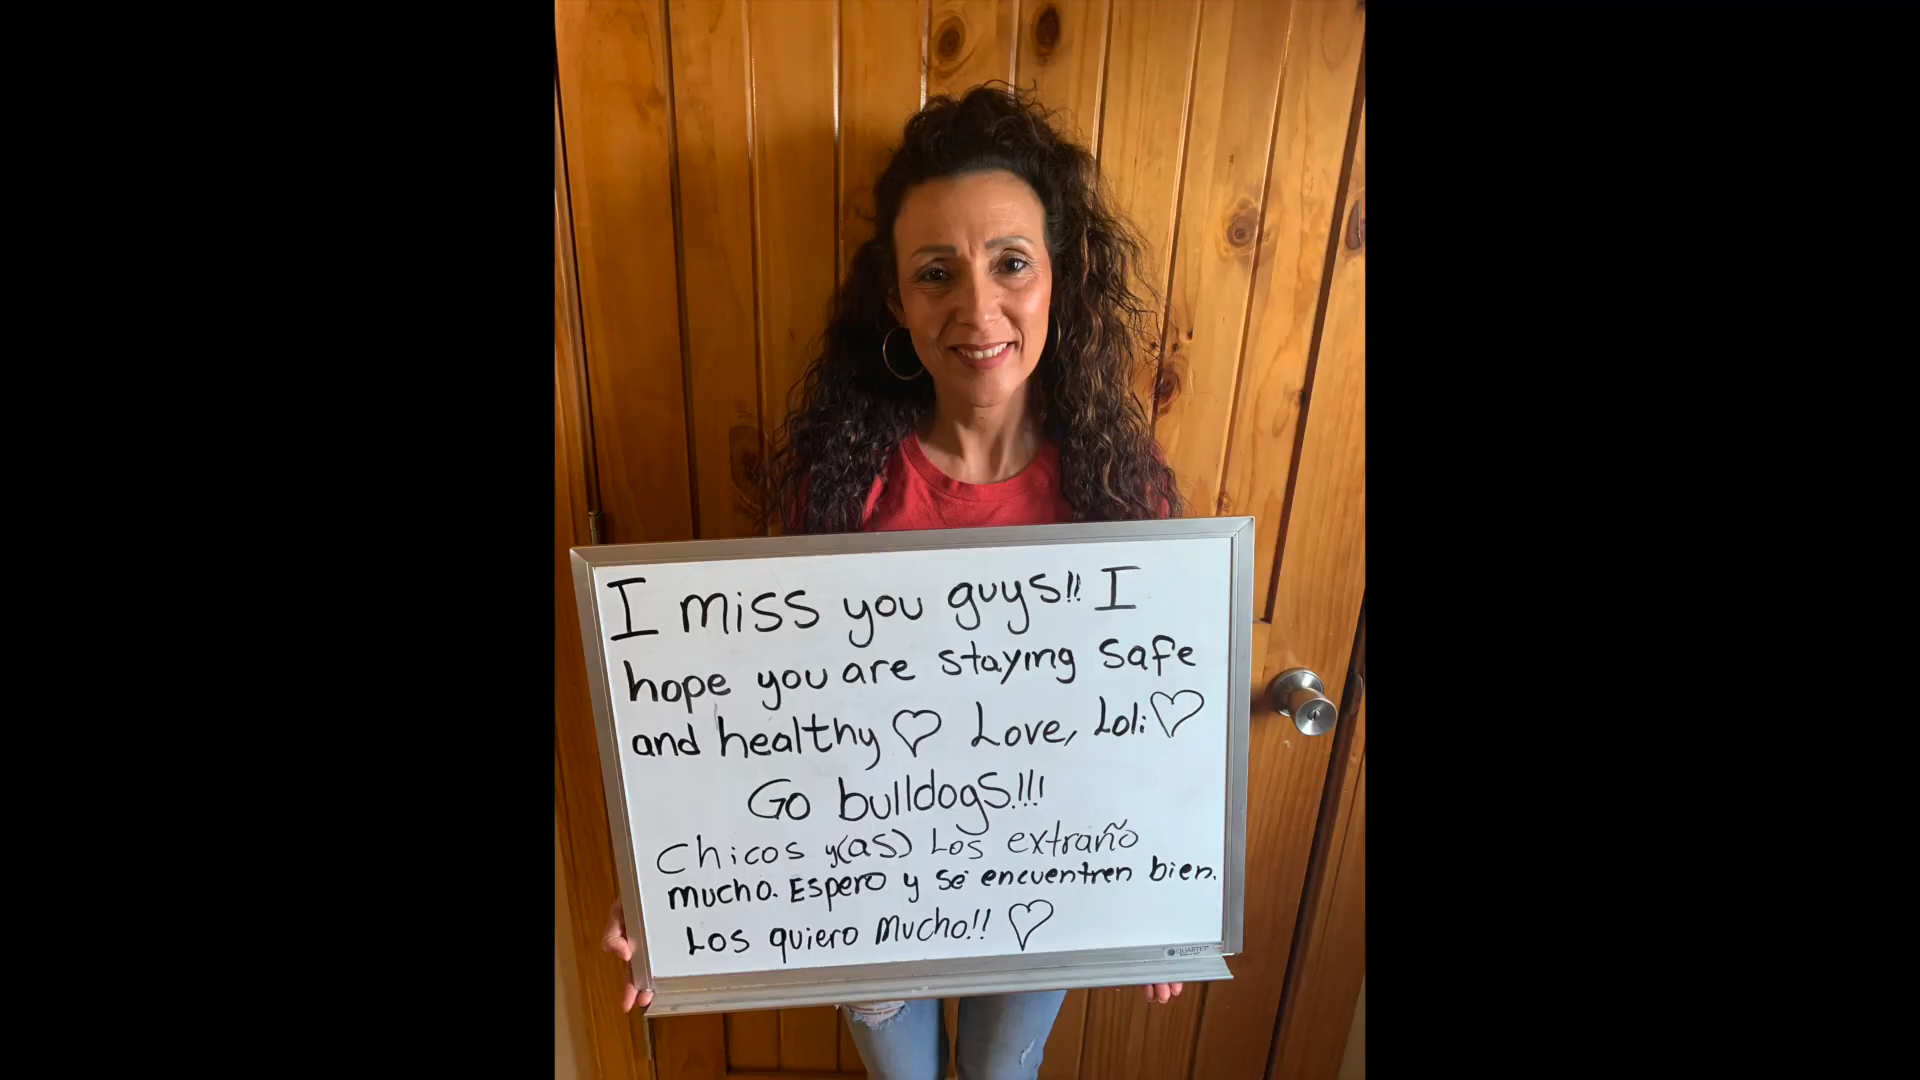 I miss you guys!! I
hope you are staying safe
and healthy ♡ Love, Loli ♡
Go bulldogs!!!
Chicos y(as) Los extraño
mucho. Espero y se encuentren bien.
Los quiero mucho!! ♡
QUARTET